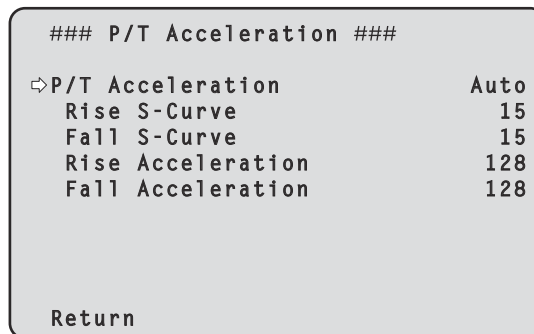 ### P/T Acceleration ###
⇨P/T Acceleration Auto
Rise S-Curve 15
Fall S-Curve 15
Rise Acceleration 128
Fall Acceleration 128
Return